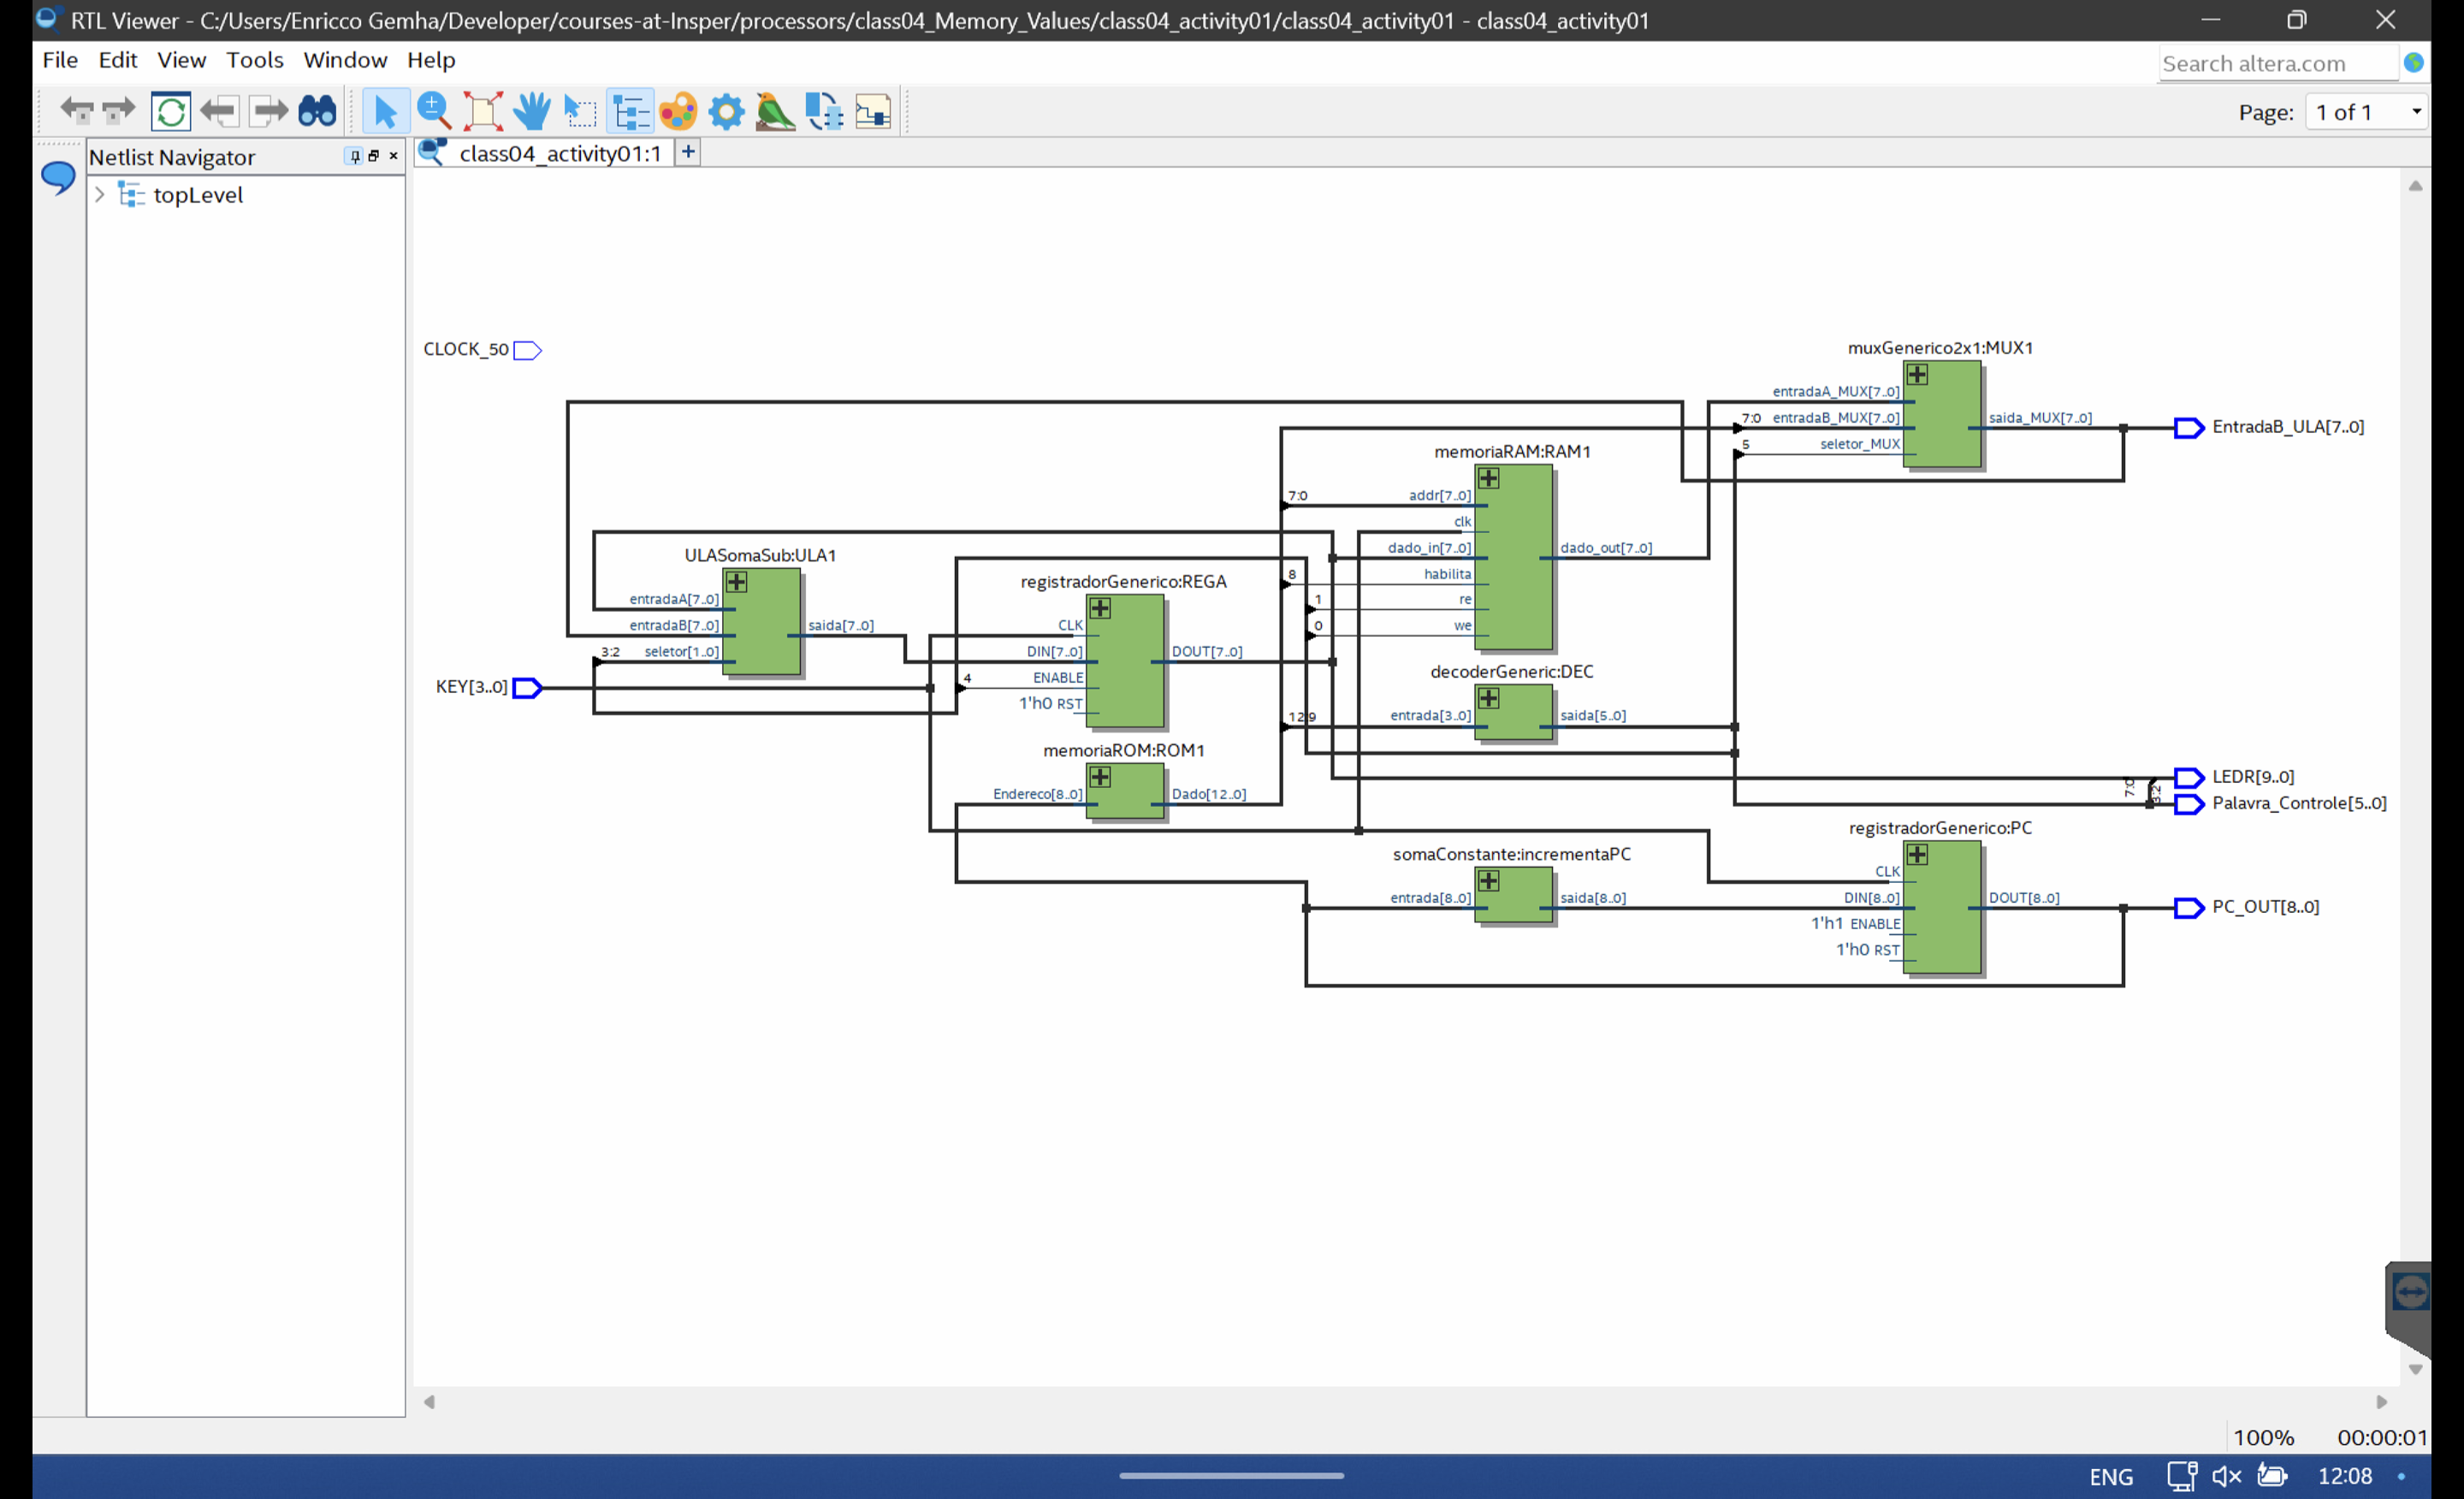 RTL Viewer - C:/Users/Enricco Gemha/Developer/courses-at-Insper/processors/class04_Memory_Values/class04_activity01/class04_activity01 - class04_activity01
File Edit View Tools Window Help
Search altera.com
Page: 1 of 1
Netlist Navigator
class04_activity01:1
topLevel
CLOCK_50
muxGenerico2x1:MUX1
entradaA_MUX[7..0]
7:0 entradaB_MUX[7..0] saida_MUX[7..0] EntradaB_ULA[7..0]
5 seletor_MUX
memoriaRAM:RAM1
7:0 addr[7..0]
clk
dado_in[7..0] dado_out[7..0]
8 habilita
1 re
0 we
ULASomaSub:ULA1
entradaA[7..0]
entradaB[7..0] saida[7..0]
3:2 seletor[1..0]
registradorGenerico:REGA
CLK
DIN[7..0] DOUT[7..0]
4 ENABLE
1'h0 RST
KEY[3..0]
decoderGeneric:DEC
12:9 entrada[3..0] saida[5..0]
memoriaROM:ROM1
Endereco[8..0] Dado[12..0]
7:0 LEDR[9..0]
3:2 Palavra_Controle[5..0]
registradorGenerico:PC
somaConstante:incrementaPC
CLK
entrada[8..0] saida[8..0] DIN[8..0] DOUT[8..0] PC_OUT[8..0]
1'h1 ENABLE
1'h0 RST
100% 00:00:01
ENG 12:08